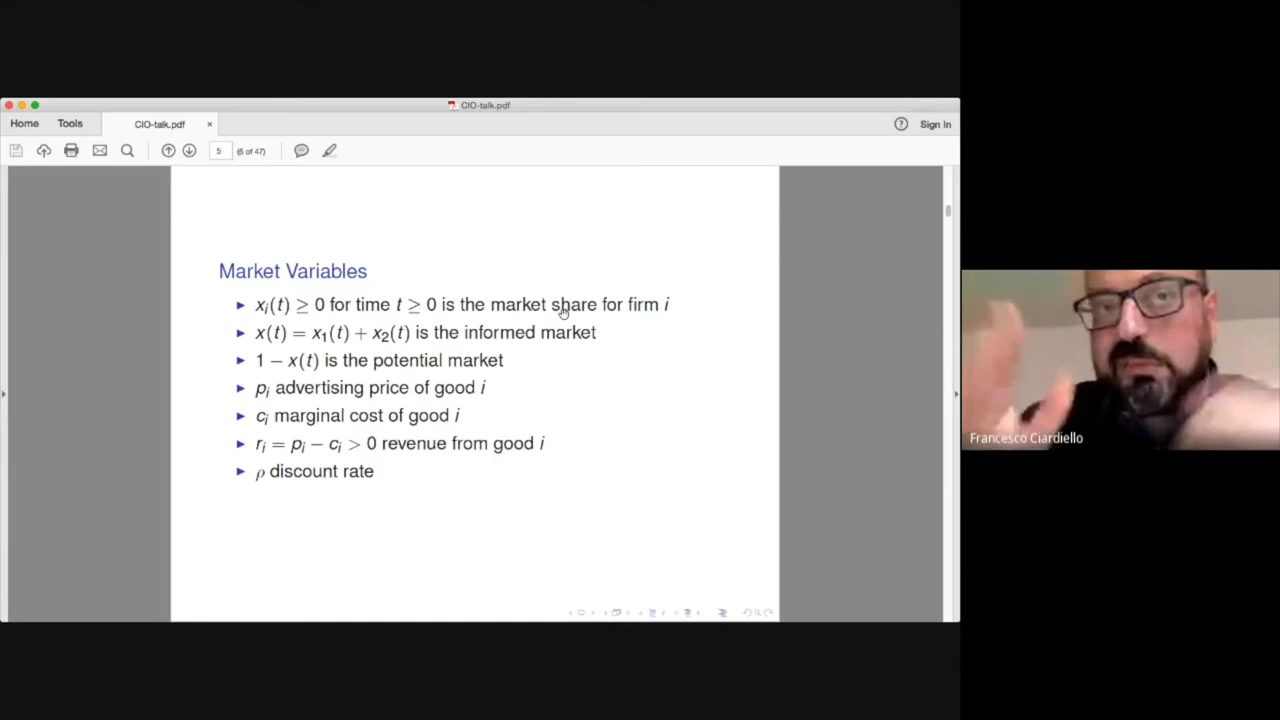 CIO-talk.pdf
Home Tools CIO-talk.pdf × ? Sign In
5 (6 of 47)
Market Variables
► xᵢ(t) ≥ 0 for time t ≥ 0 is the market share for firm i
► x(t) = x₁(t) + x₂(t) is the informed market
► 1 − x(t) is the potential market
► pᵢ advertising price of good i
► cᵢ marginal cost of good i
► rᵢ = pᵢ − cᵢ > 0 revenue from good i
► ρ discount rate
Francesco Ciardiello